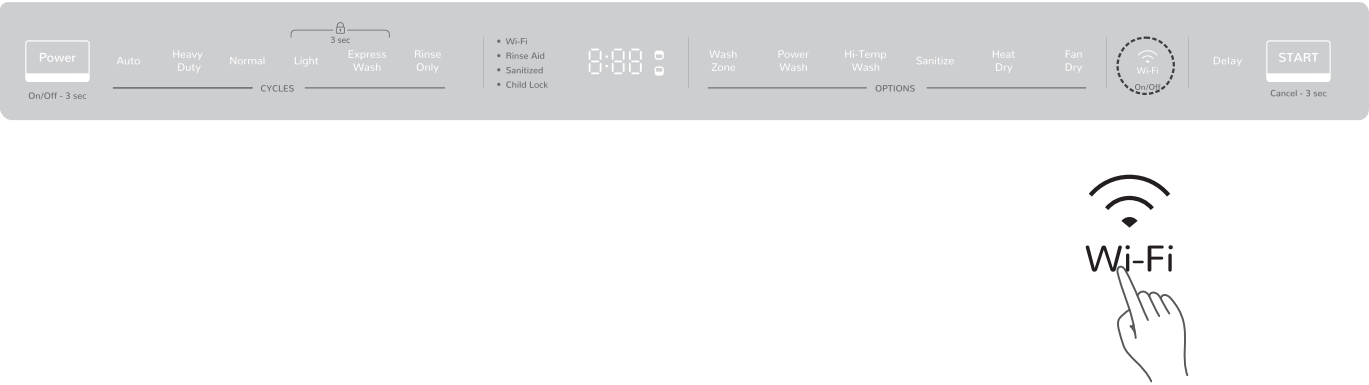 Power
On/Off - 3 sec
Auto
Heavy
Duty
Normal
3 sec
Light
Express
Wash
Rinse
Only
CYCLES
Wi-Fi
Rinse Aid
Sanitized
Child Lock
8:88
Wash
Zone
Power
Wash
Hi-Temp
Wash
Sanitize
Heat
Dry
Fan
Dry
OPTIONS
Wi-Fi
On/Off
Delay
START
Cancel - 3 sec
Wi-Fi